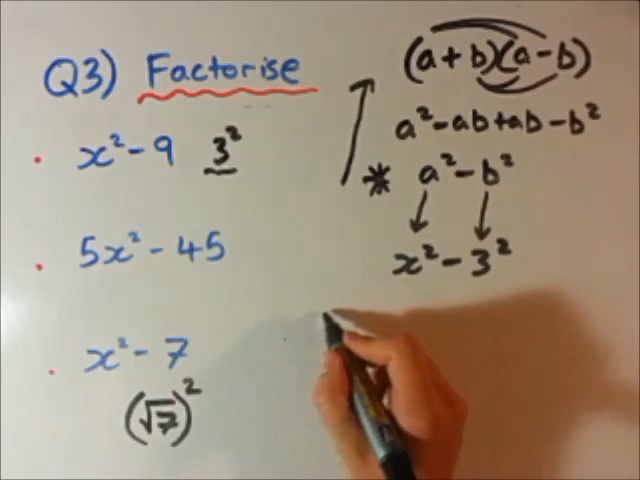 Q3) Factorise
x² - 9 3²
5x² - 45
x² - 7
(√7)²
(a + b)(a - b)
a² - ab + ab - b²
* a² - b²
x² - 3²